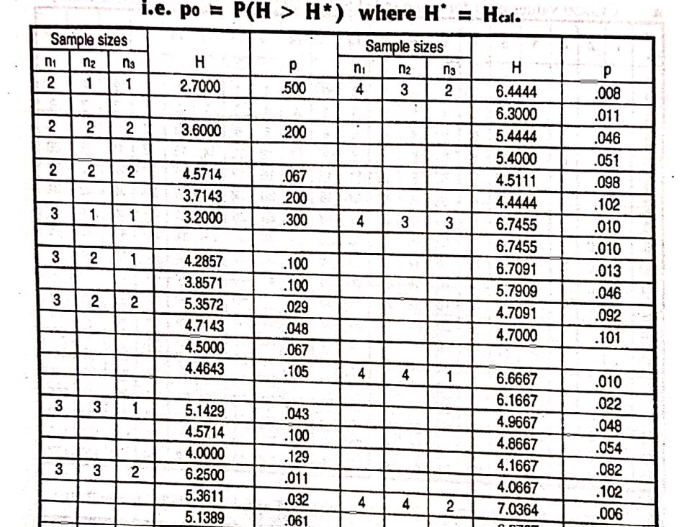 i.e. p₀ = P(H > H*) where H* = Hcal.
Sample sizes H p Sample sizes H p
n₁ n₂ n₃ n₁ n₂ n₃
2 1 1 2.7000 .500 4 3 2 6.4444 .008
6.3000 .011
2 2 2 3.6000 .200 5.4444 .046
5.4000 .051
2 2 2 4.5714 .067 4.5111 .098
3.7143 .200 4.4444 .102
3 1 1 3.2000 .300 4 3 3 6.7455 .010
6.7455 .010
3 2 1 4.2857 .100 6.7091 .013
3.8571 .100 5.7909 .046
3 2 2 5.3572 .029 4.7091 .092
4.7143 .048 4.7000 .101
4.5000 .067
4.4643 .105 4 4 1 6.6667 .010
6.1667 .022
3 3 1 5.1429 .043 4.9667 .048
4.5714 .100 4.8667 .054
4.0000 .129 4.1667 .082
3 3 2 6.2500 .011 4.0667 .102
5.3611 .032 4 4 2 7.0364 .006
5.1389 .061